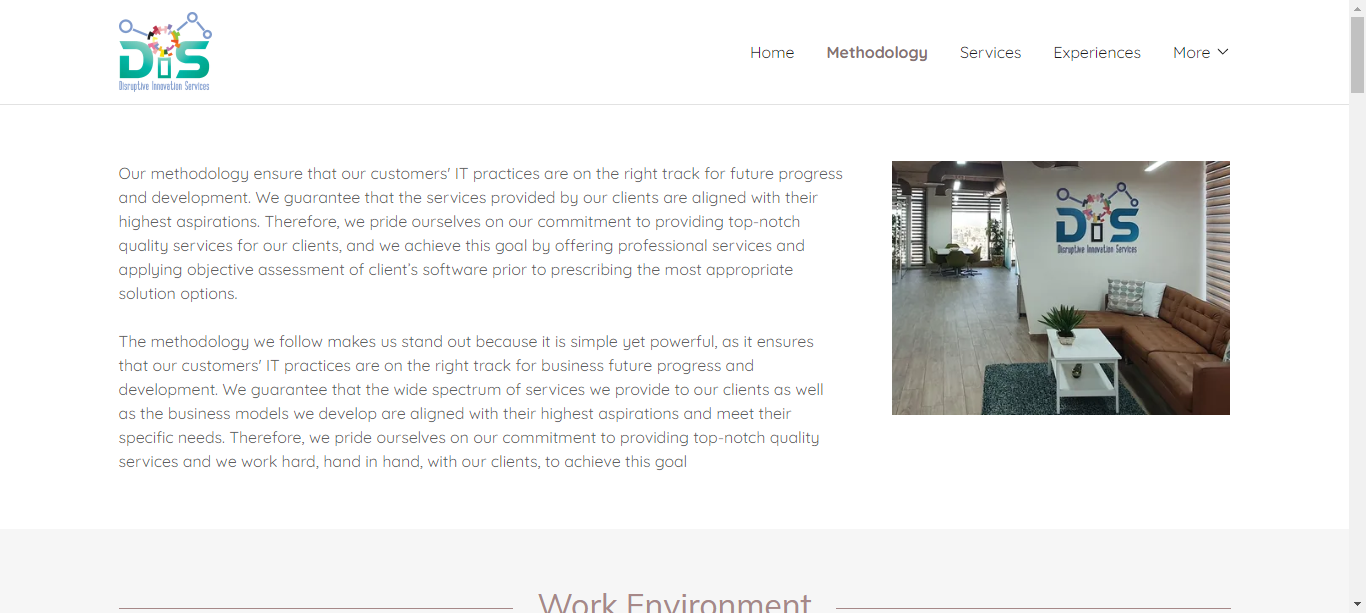 DiS
Disruptive Innovation Services
Home Methodology Services Experiences More
Our methodology ensure that our customers' IT practices are on the right track for future progress
and development. We guarantee that the services provided by our clients are aligned with their
highest aspirations. Therefore, we pride ourselves on our commitment to providing top-notch
quality services for our clients, and we achieve this goal by offering professional services and
applying objective assessment of client’s software prior to prescribing the most appropriate
solution options.
The methodology we follow makes us stand out because it is simple yet powerful, as it ensures
that our customers' IT practices are on the right track for business future progress and
development. We guarantee that the wide spectrum of services we provide to our clients as well
as the business models we develop are aligned with their highest aspirations and meet their
specific needs. Therefore, we pride ourselves on our commitment to providing top-notch quality
services and we work hard, hand in hand, with our clients, to achieve this goal
DiS
Disruptive Innovation Services
Work Environment